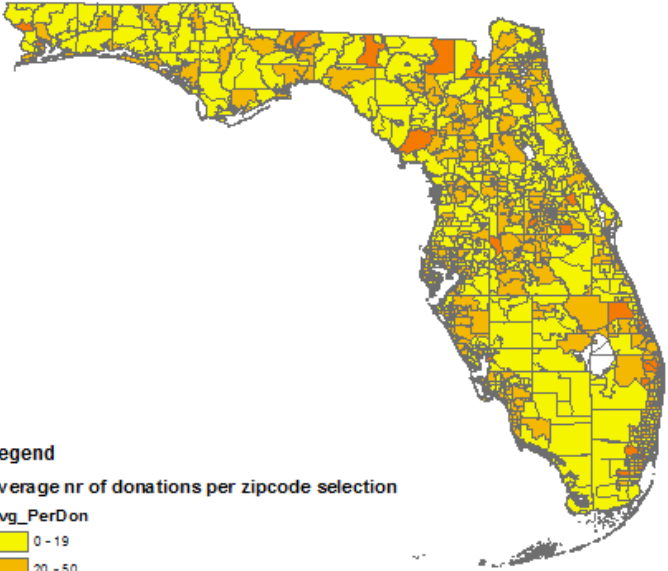 egend
verage nr of donations per zipcode selection
vg_PerDon
0 - 19
20 - 50